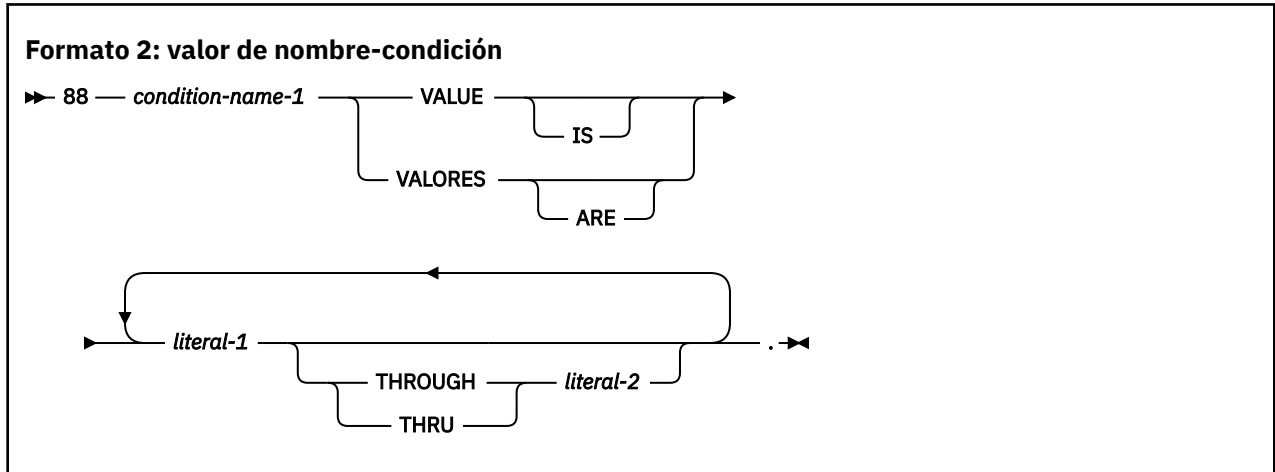 Formato 2: valor de nombre-condición
88 condition-name-1 VALUE
IS
VALORES
ARE
literal-1 .
THROUGH literal-2
THRU